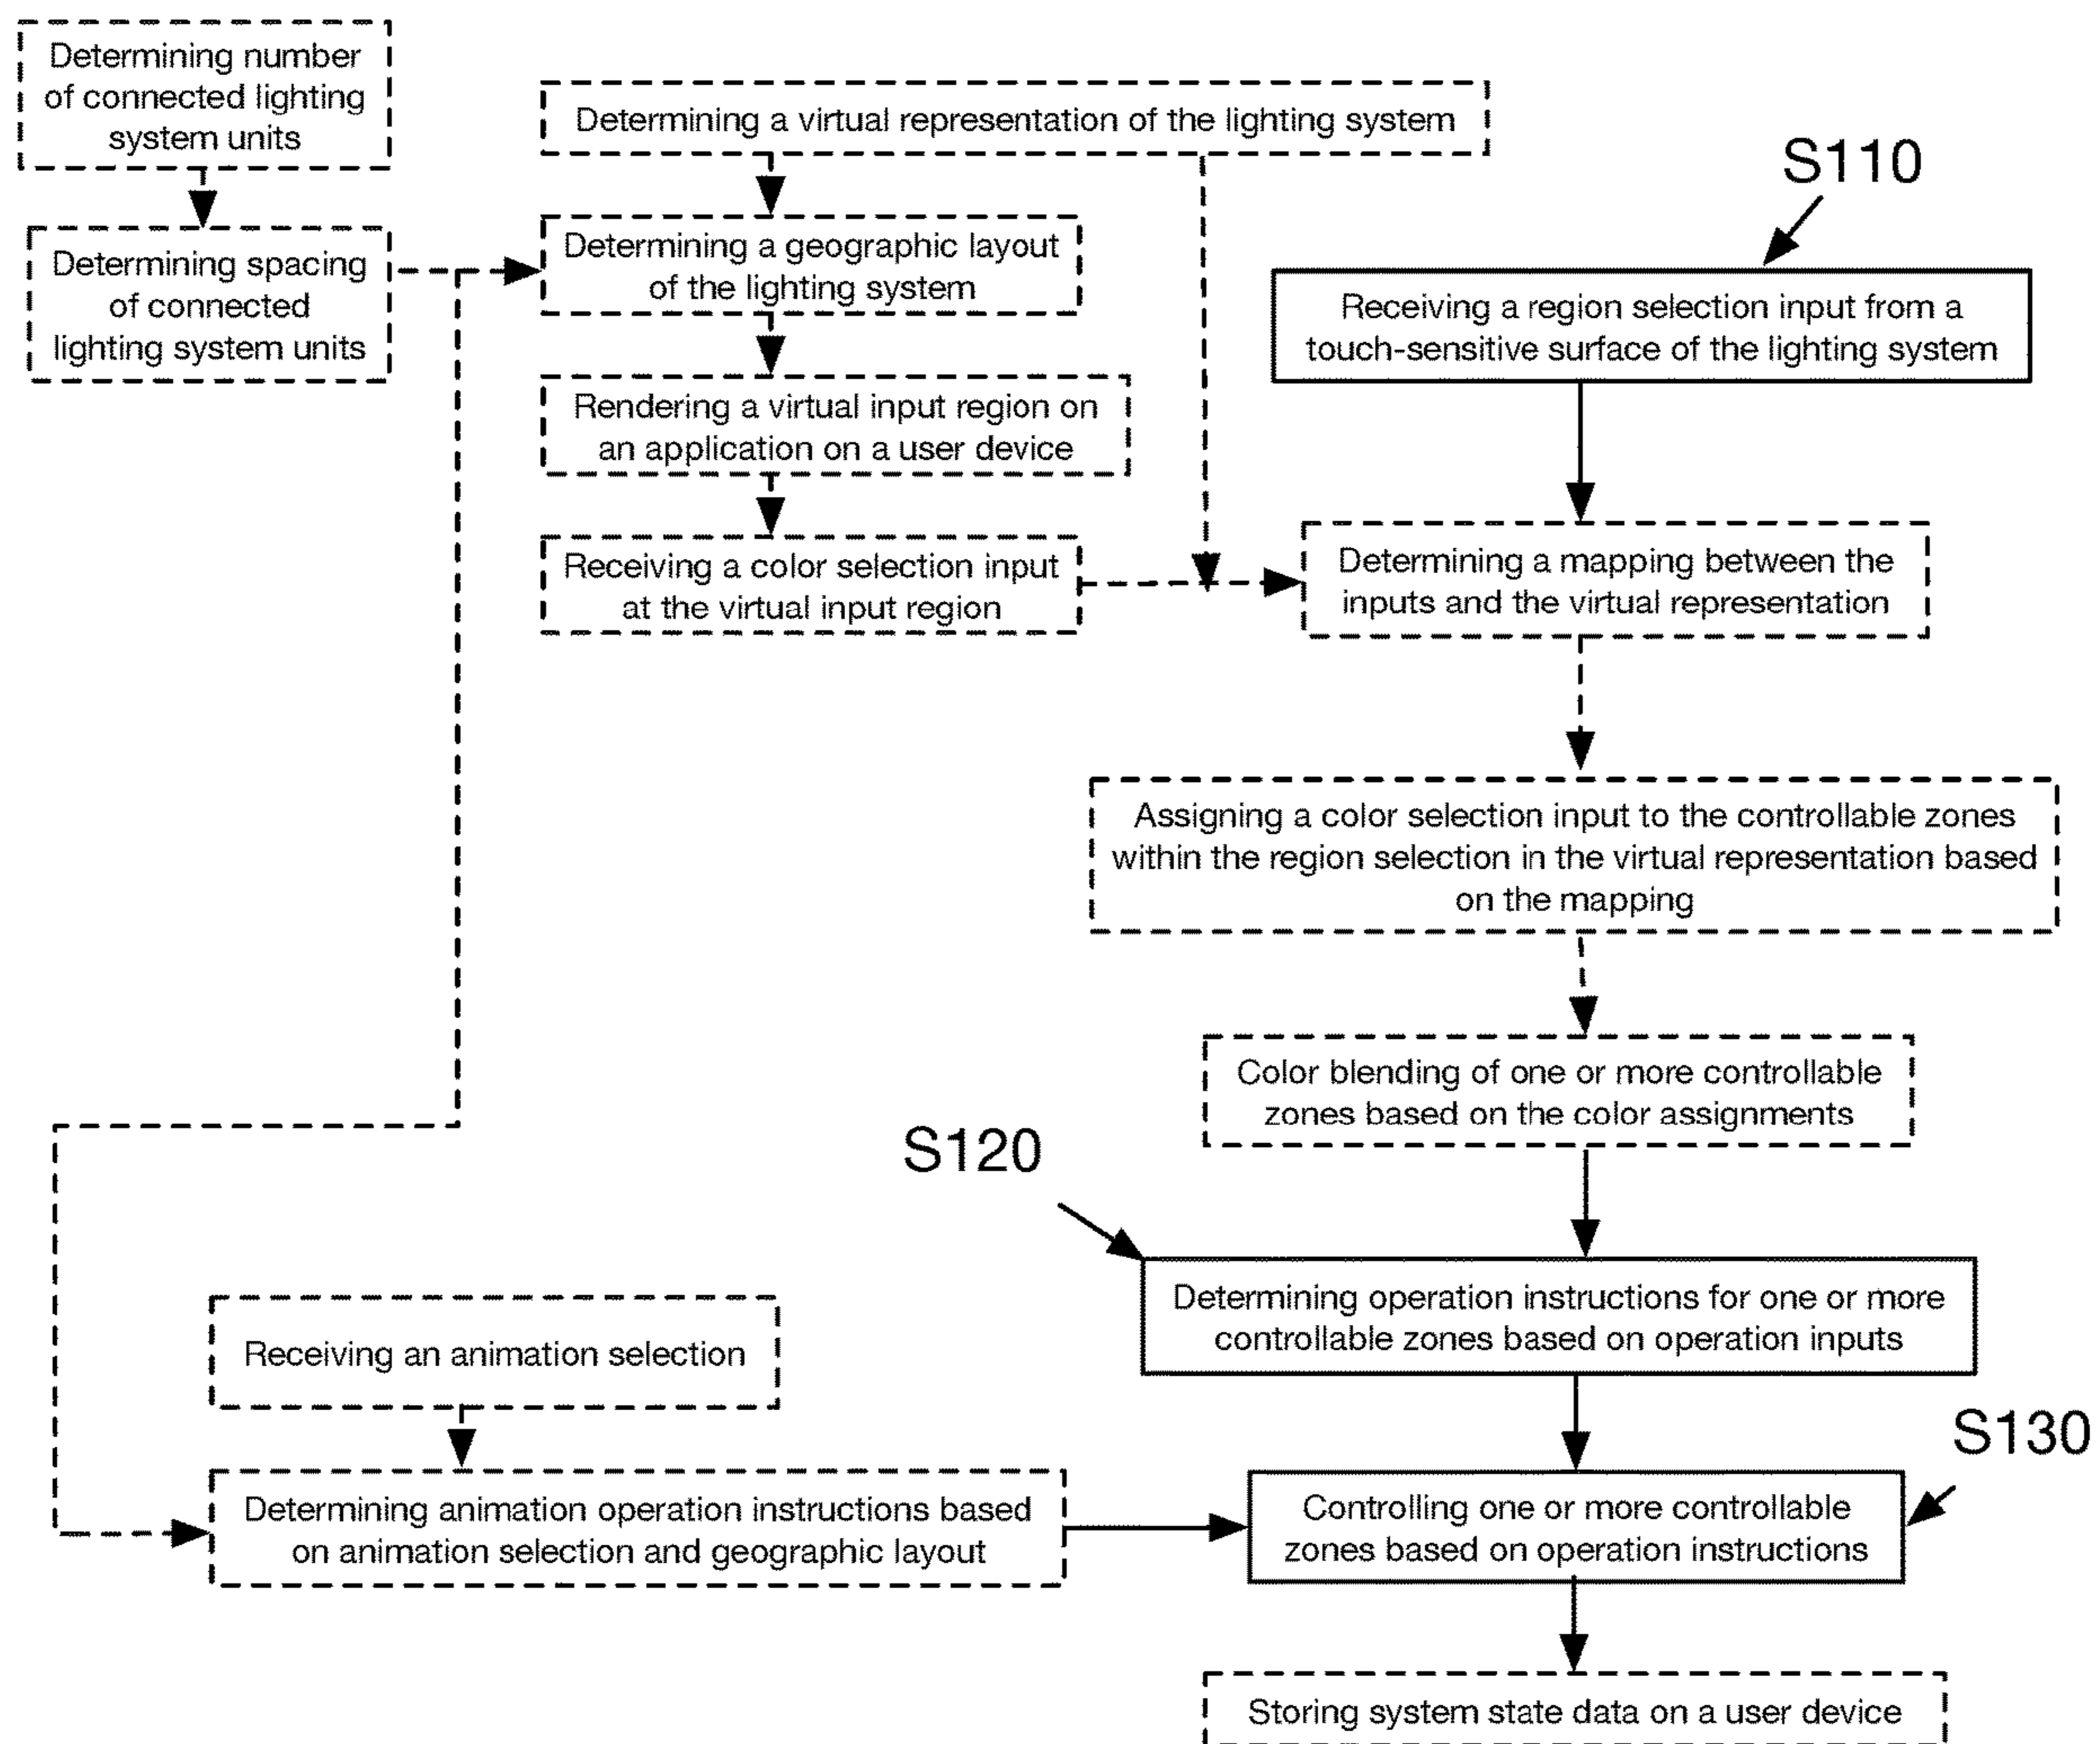 Determining number
of connected lighting
system units
Determining spacing
of connected
lighting system units
Determining a virtual representation of the lighting system
Determining a geographic layout
of the lighting system
Rendering a virtual input region on
an application on a user device
Receiving a color selection input
at the virtual input region
S110
Receiving a region selection input from a
touch-sensitive surface of the lighting system
Determining a mapping between the
inputs and the virtual representation
Assigning a color selection input to the controllable zones
within the region selection in the virtual representation based
on the mapping
Color blending of one or more controllable
zones based on the color assignments
S120
Determining operation instructions for one or more
controllable zones based on operation inputs
Receiving an animation selection
Determining animation operation instructions based
on animation selection and geographic layout
S130
Controlling one or more controllable
zones based on operation instructions
Storing system state data on a user device